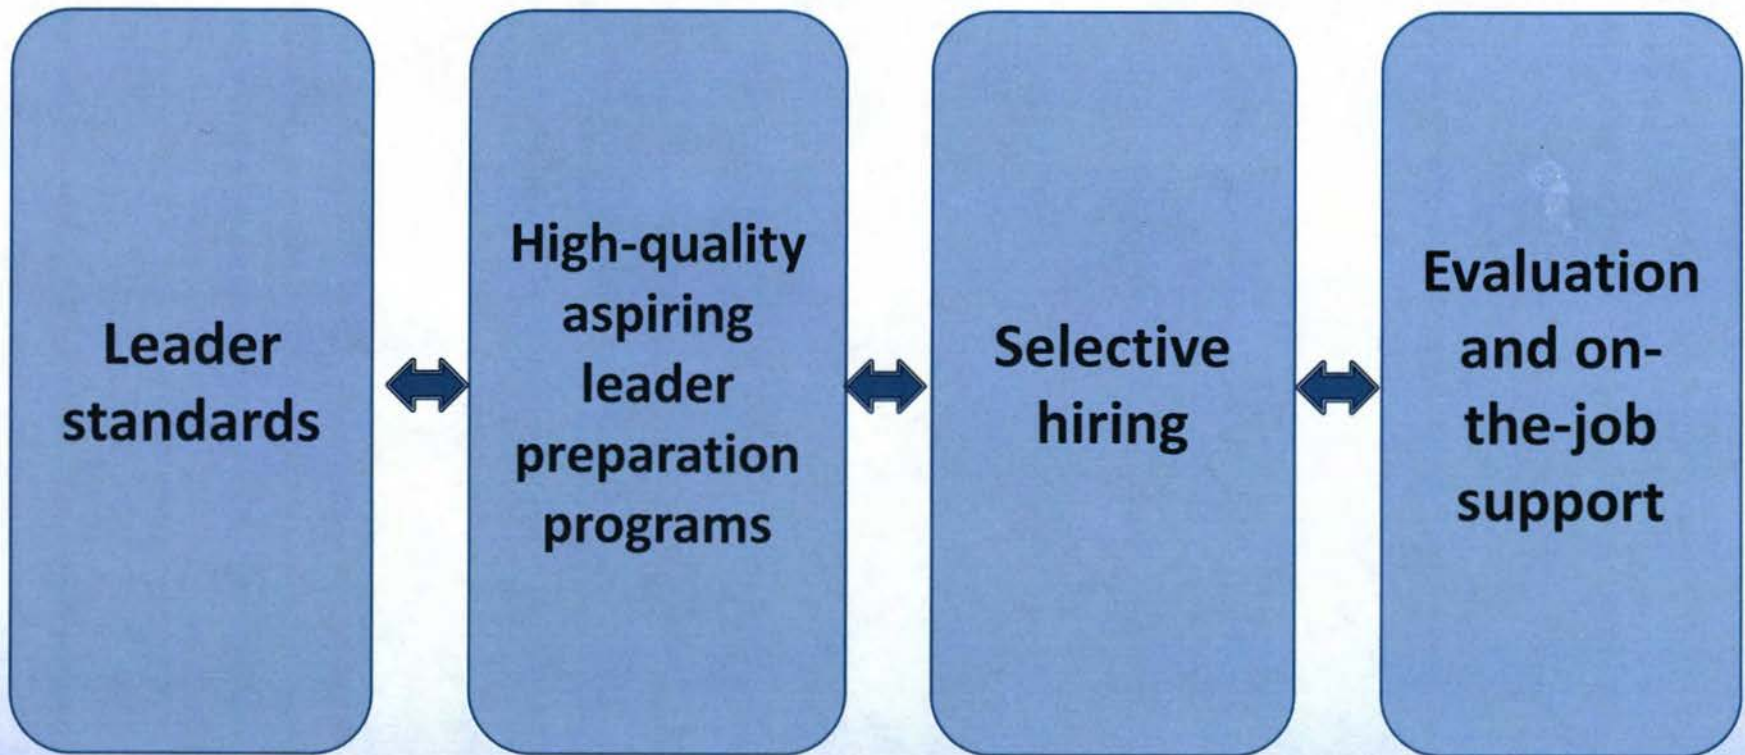 Leader
standards
High-quality
aspiring
leader
preparation
programs
Selective
hiring
Evaluation
and on-
the-job
support